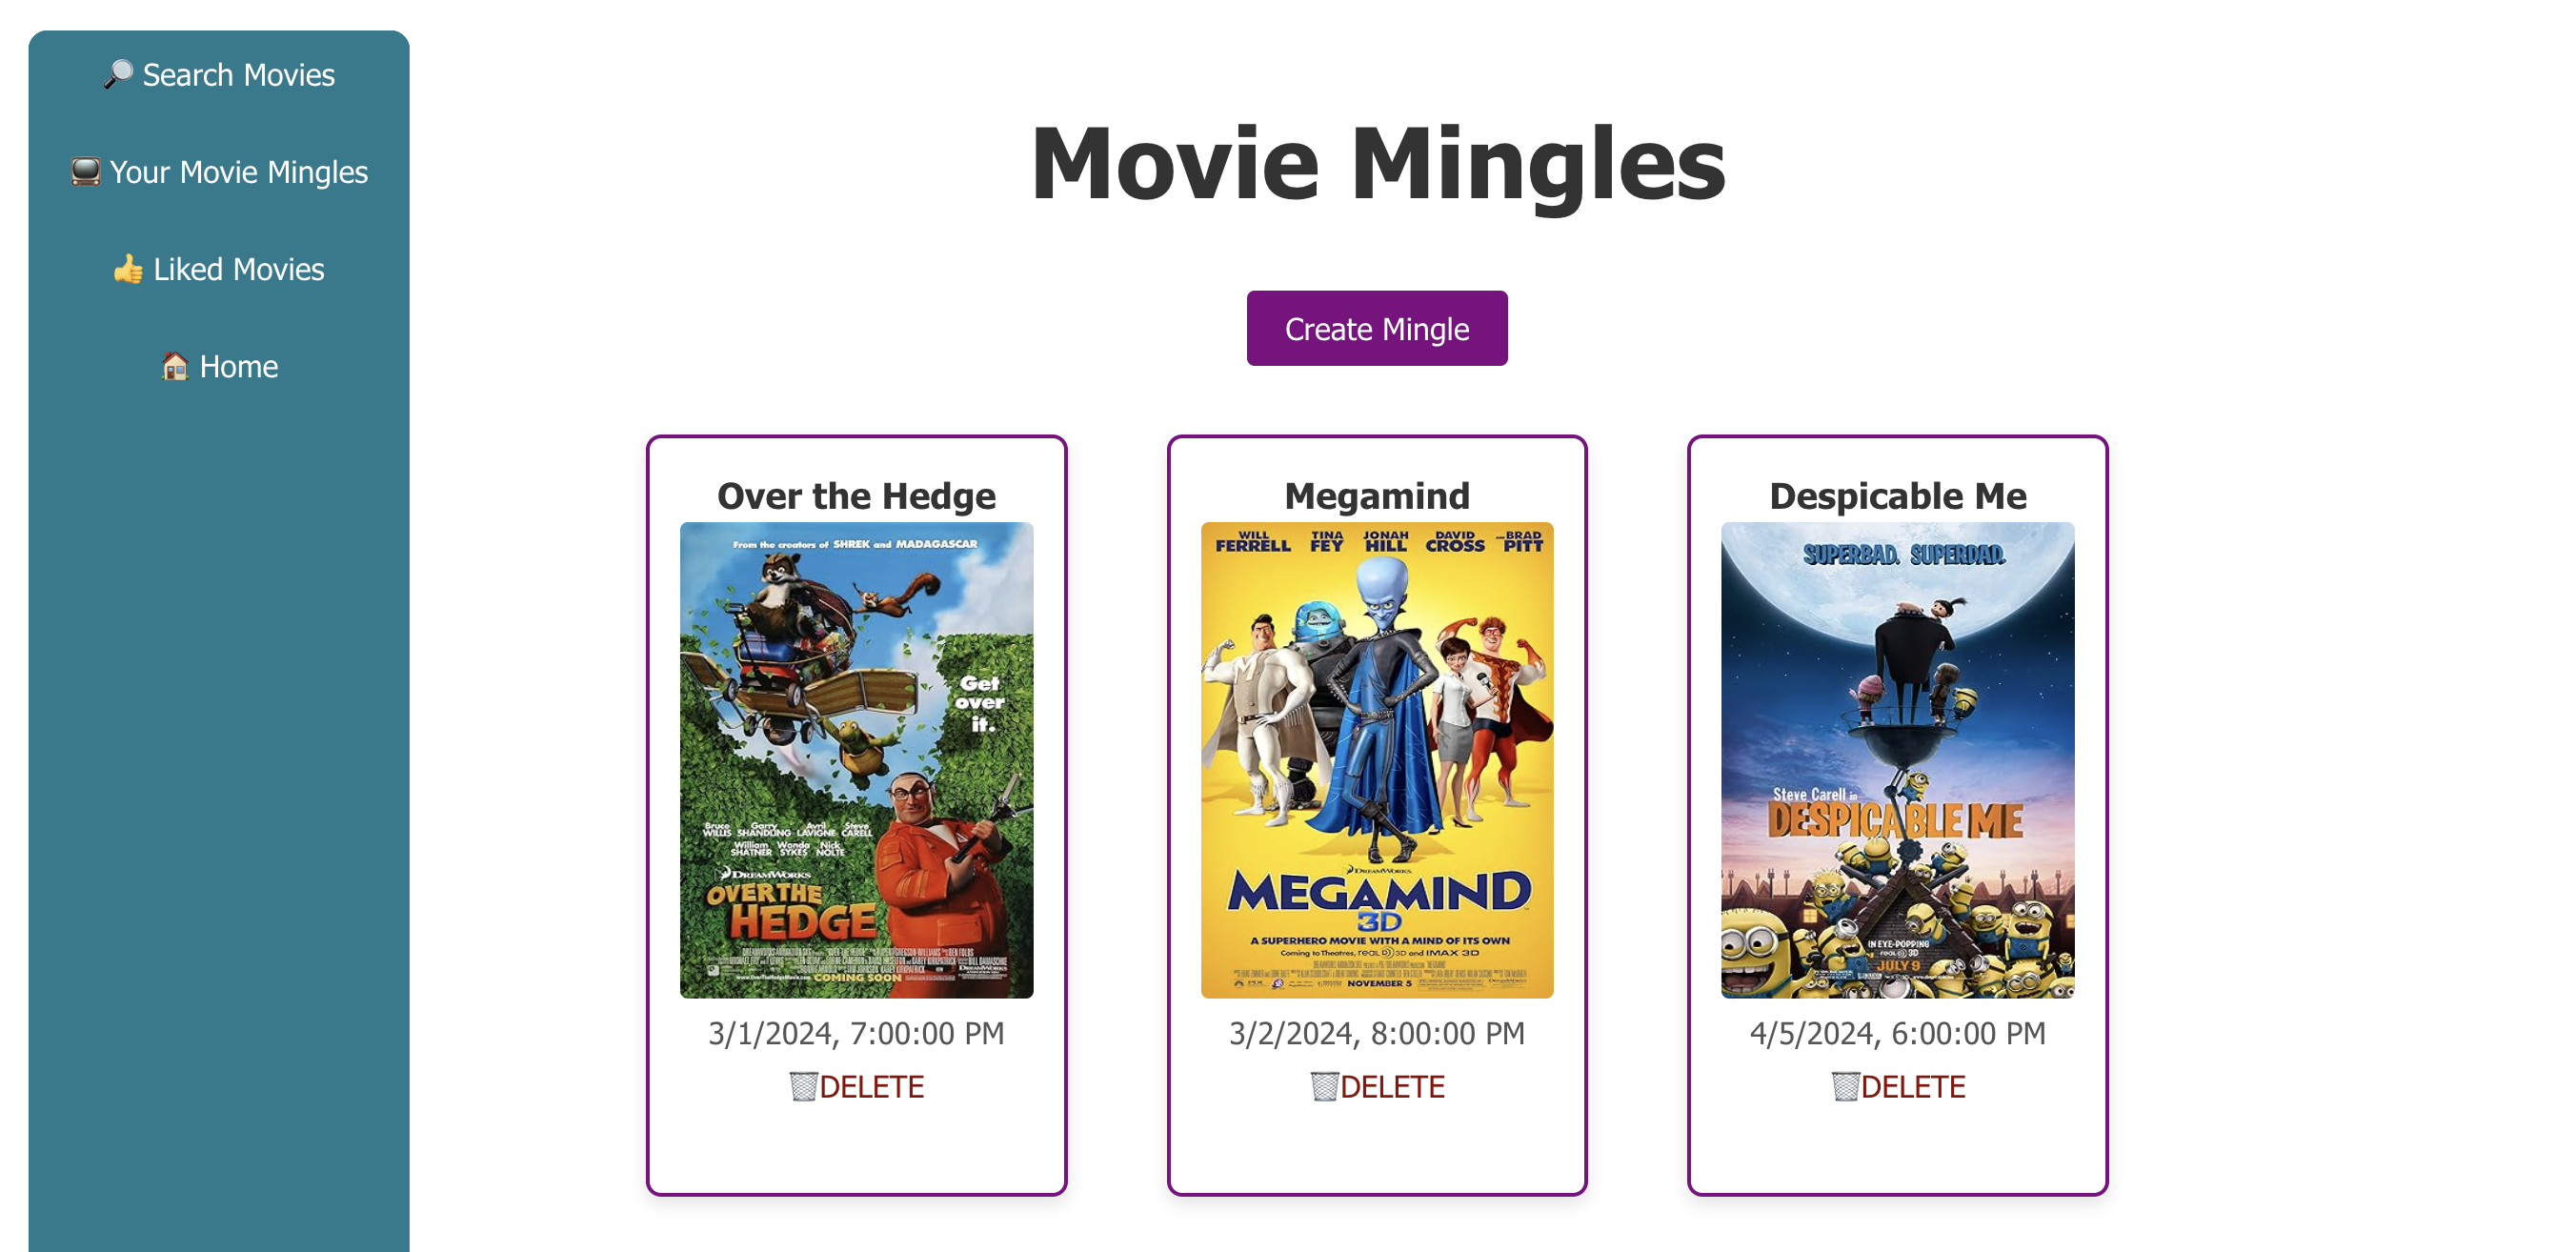 🔎 Search Movies
📺 Your Movie Mingles
👍 Liked Movies
🏠 Home
Movie Mingles
Create Mingle
Over the Hedge
From the creators of SHREK and MADAGASCAR
Get
over
it.
Bruce WILLIS Garry SHANDLING Avril LAVIGNE Steve CARELL
William SHATNER Wanda SYKES Nick NOLTE
DREAMWORKS
OVER THE
HEDGE
COMING SOON
3/1/2024, 7:00:00 PM
🗑️DELETE
Megamind
WILL FERRELL TINA FEY JONAH HILL DAVID CROSS AND BRAD PITT
DREAMWORKS
MEGAMIND
3D
A SUPERHERO MOVIE WITH A MIND OF ITS OWN
Coming to Theatres, REAL D 3D and IMAX 3D
NOVEMBER 5
3/2/2024, 8:00:00 PM
🗑️DELETE
Despicable Me
SUPERBAD. SUPERDAD.
Steve Carell in
DESPICABLE ME
IN EYE-POPPING
REAL D 3D
JULY 9
4/5/2024, 6:00:00 PM
🗑️DELETE